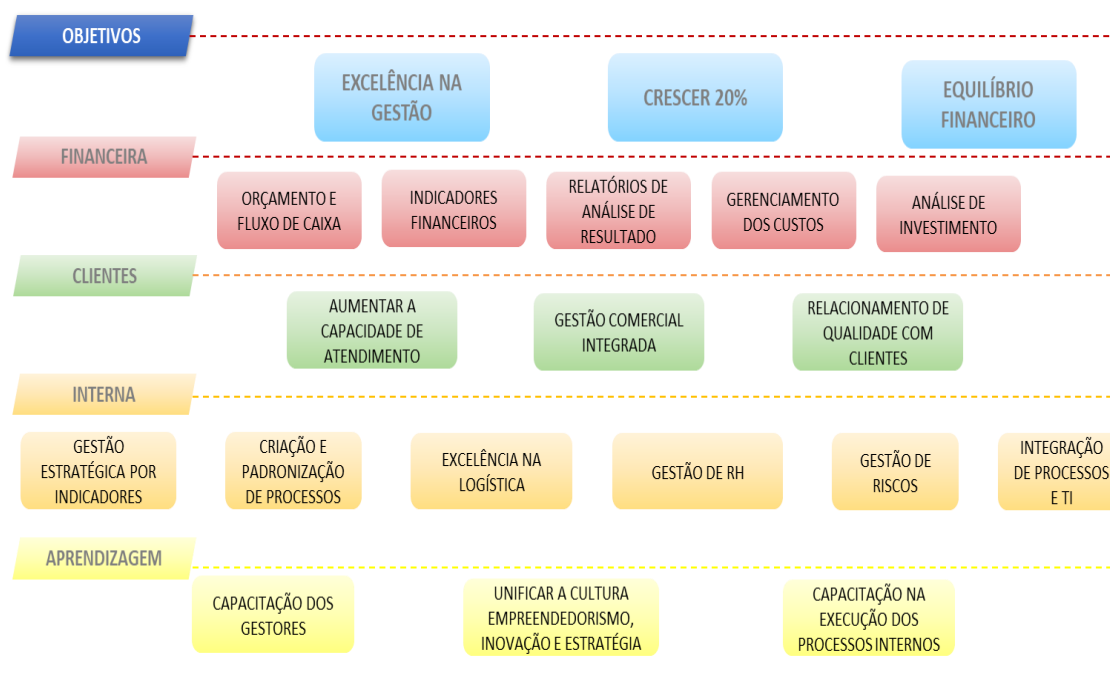 OBJETIVOS
EXCELÊNCIA NA
GESTÃO
CRESCER 20%
EQUILÍBRIO
FINANCEIRO
FINANCEIRA
ORÇAMENTO E
FLUXO DE CAIXA
INDICADORES
FINANCEIROS
RELATÓRIOS DE
ANÁLISE DE
RESULTADO
GERENCIAMENTO
DOS CUSTOS
ANÁLISE DE
INVESTIMENTO
CLIENTES
AUMENTAR A
CAPACIDADE DE
ATENDIMENTO
GESTÃO COMERCIAL
INTEGRADA
RELACIONAMENTO DE
QUALIDADE COM
CLIENTES
INTERNA
GESTÃO
ESTRATÉGICA POR
INDICADORES
CRIAÇÃO E
PADRONIZAÇÃO
DE PROCESSOS
EXCELÊNCIA NA
LOGÍSTICA
GESTÃO DE RH
GESTÃO DE
RISCOS
INTEGRAÇÃO
DE PROCESSOS
E TI
APRENDIZAGEM
CAPACITAÇÃO DOS
GESTORES
UNIFICAR A CULTURA
EMPREENDEDORISMO,
INOVAÇÃO E ESTRATÉGIA
CAPACITAÇÃO NA
EXECUÇÃO DOS
PROCESSOS INTERNOS